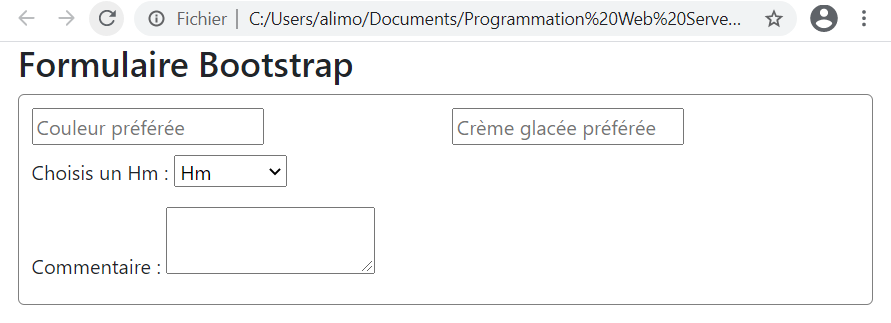 Fichier | C:/Users/alimo/Documents/Programmation%20Web%20Serve...
Formulaire Bootstrap
Couleur préférée Crème glacée préférée
Choisis un Hm : Hm
Commentaire :